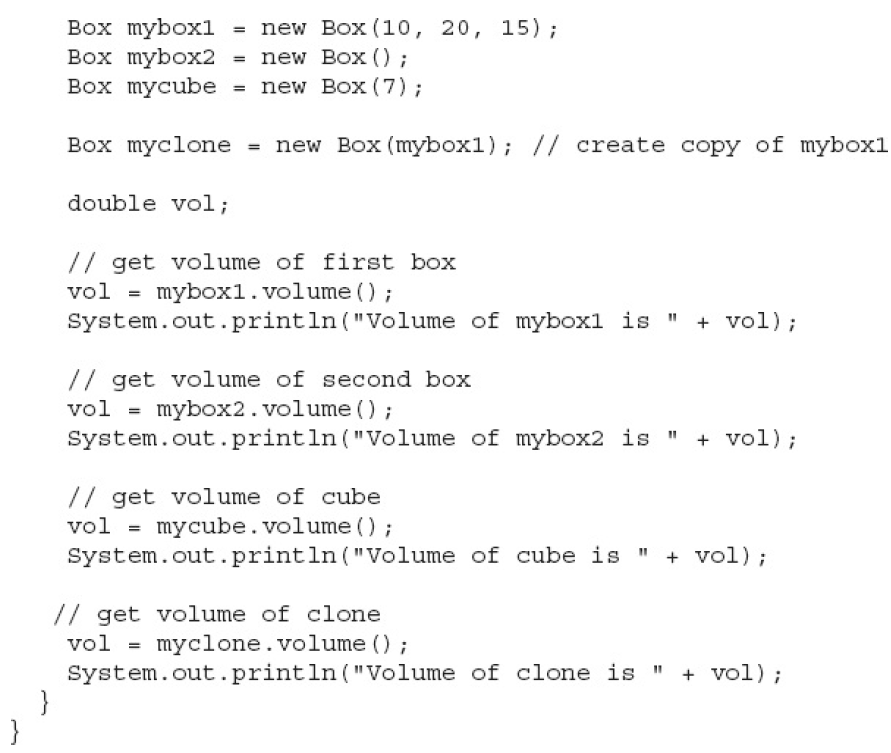 Box mybox1 = new Box(10, 20, 15);
Box mybox2 = new Box();
Box mycube = new Box(7);
Box myclone = new Box(mybox1); // create copy of mybox1
double vol;
// get volume of first box
vol = mybox1.volume();
System.out.println("Volume of mybox1 is " + vol);
// get volume of second box
vol = mybox2.volume();
System.out.println("Volume of mybox2 is " + vol);
// get volume of cube
vol = mycube.volume();
System.out.println("Volume of cube is " + vol);
// get volume of clone
vol = myclone.volume();
System.out.println("Volume of clone is " + vol);
}
}